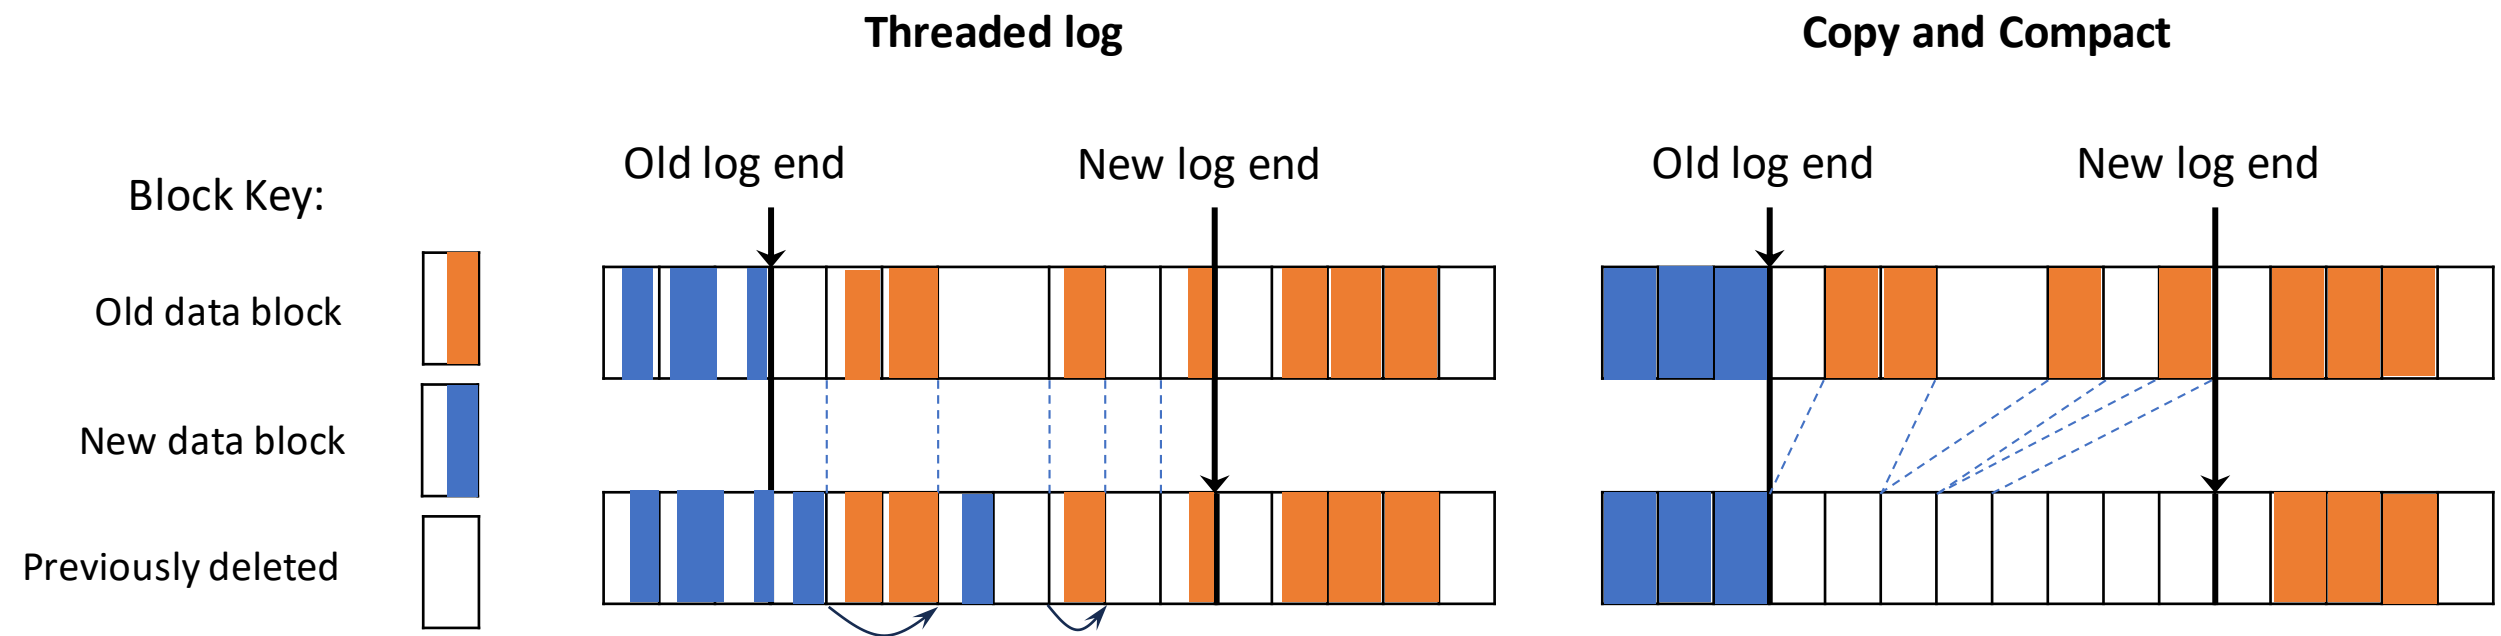 Threaded log
Copy and Compact
Old log end
New log end
Old log end
New log end
Block Key:
Old data block
New data block
Previously deleted